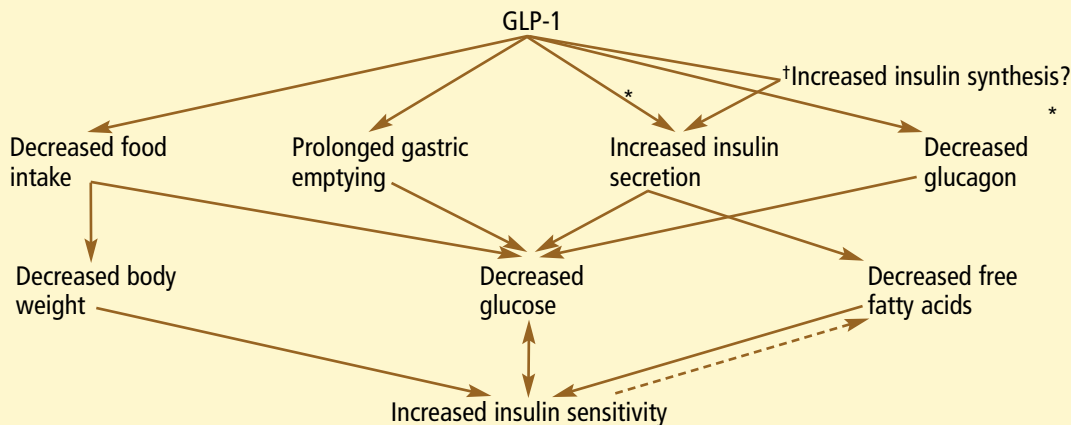 GLP-1
†Increased insulin synthesis?
*
*
Decreased food
intake
Prolonged gastric
emptying
Increased insulin
secretion
Decreased
glucagon
Decreased body
weight
Decreased
glucose
Decreased free
fatty acids
Increased insulin sensitivity